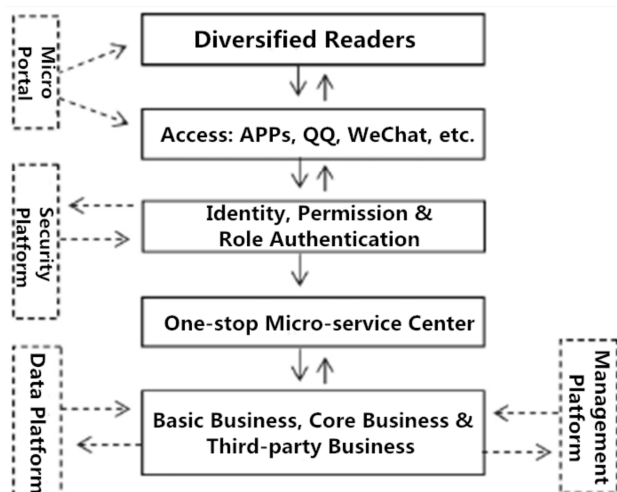 Micro
Portal
Diversified Readers
Access: APPs, QQ, WeChat, etc.
Security
Platform
Identity, Permission &
Role Authentication
One-stop Micro-service Center
Data Platform
Basic Business, Core Business &
Third-party Business
Management
Platform